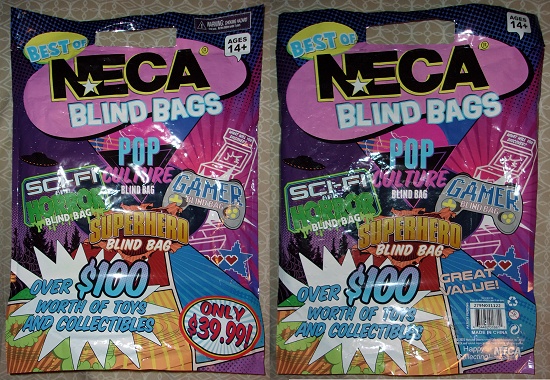 BEST OF
NECA®
BLIND BAGS
AGES
14+
POP
CULTURE
BLIND BAG
SCI-FI
HORROR
BLIND BAG
GAMER
BLIND BAG
SUPERHERO
BLIND BAG
OVER $100
WORTH OF TOYS
AND COLLECTIBLES
ONLY
$39.99!
BEST OF
NECA®
BLIND BAGS
AGES
14+
POP
CULTURE
BLIND BAG
SCI-FI
HORROR
BLIND BAG
GAMER
BLIND BAG
SUPERHERO
BLIND BAG
OVER $100
WORTH OF TOYS
AND COLLECTIBLES
GREAT
VALUE!
MADE IN CHINA
NECA